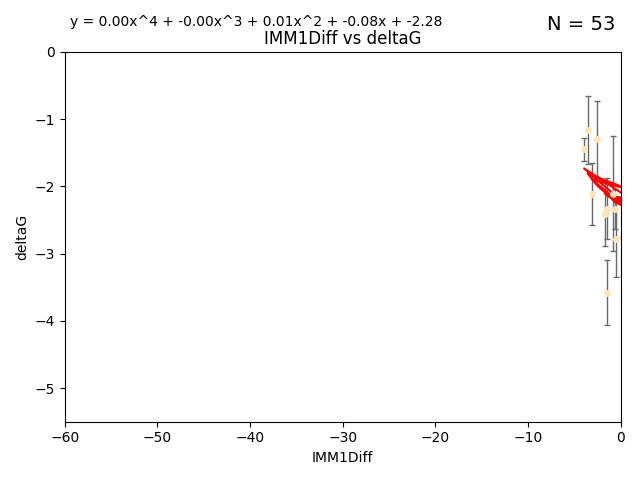 y = 0.00x^4 + -0.00x^3 + 0.01x^2 + -0.08x + -2.28
N = 53
IMM1Diff vs deltaG
0
−1
−2
−3
−4
−5
deltaG
−60 −50 −40 −30 −20 −10 0
IMM1Diff